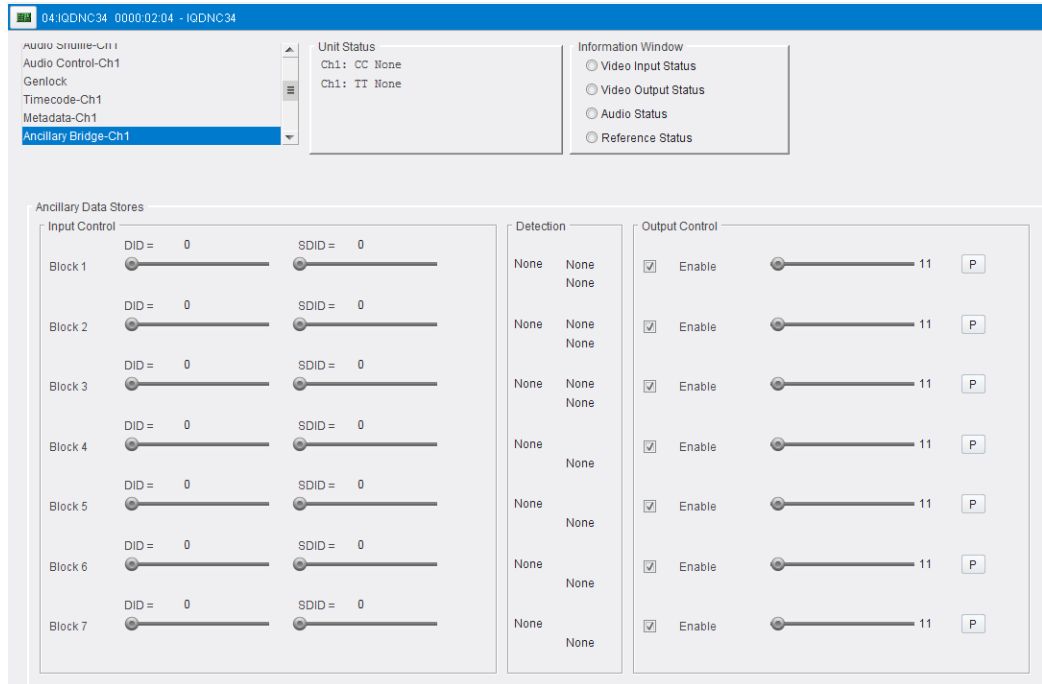 04:IQDNC34 0000:02:04 - IQDNC34
Audio Shuffle-Ch1
Audio Control-Ch1
Genlock
Timecode-Ch1
Metadata-Ch1
Ancillary Bridge-Ch1
Unit Status
Ch1: CC None
Ch1: TT None
Information Window
Video Input Status
Video Output Status
Audio Status
Reference Status
Ancillary Data Stores
Input Control
Detection
Output Control
DID = 0 SDID = 0
Block 1 None None Enable 11 P
None
DID = 0 SDID = 0
Block 2 None None Enable 11 P
None
DID = 0 SDID = 0
Block 3 None None Enable 11 P
None
DID = 0 SDID = 0
Block 4 None Enable 11 P
None
DID = 0 SDID = 0
Block 5 None Enable 11 P
None
DID = 0 SDID = 0
Block 6 None Enable 11 P
None
DID = 0 SDID = 0
Block 7 None Enable 11 P
None